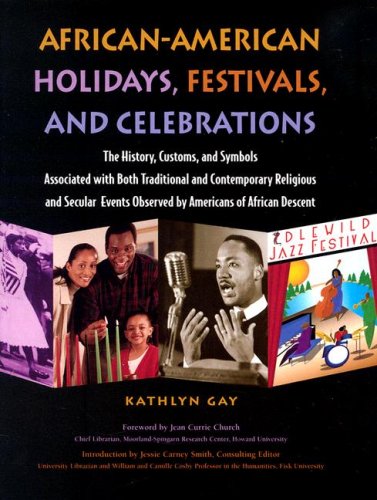 AFRICAN-AMERICAN
HOLIDAYS, FESTIVALS,
AND CELEBRATIONS
The History, Customs, and Symbols
Associated with Both Traditional and Contemporary Religious
and Secular Events Observed by Americans of African Descent
IDLEWILD
JAZZ FESTIVAL
KATHLYN GAY
Foreword by Jean Currie Church
Chief Librarian, Moorland-Spingarn Research Center, Howard University
Introduction by Jessie Carney Smith, Consulting Editor
University Librarian and William and Camille Cosby Professor in the Humanities, Fisk University